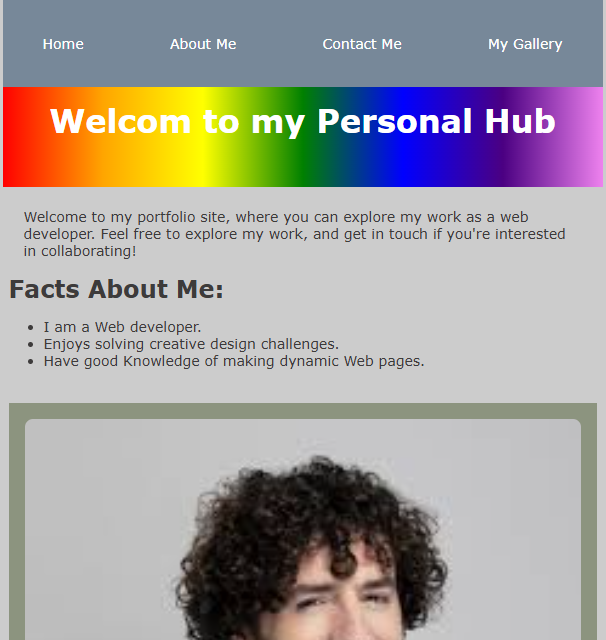 Home About Me Contact Me My Gallery
Welcom to my Personal Hub
Welcome to my portfolio site, where you can explore my work as a web
developer. Feel free to explore my work, and get in touch if you're interested
in collaborating!
Facts About Me:
I am a Web developer.
Enjoys solving creative design challenges.
Have good Knowledge of making dynamic Web pages.